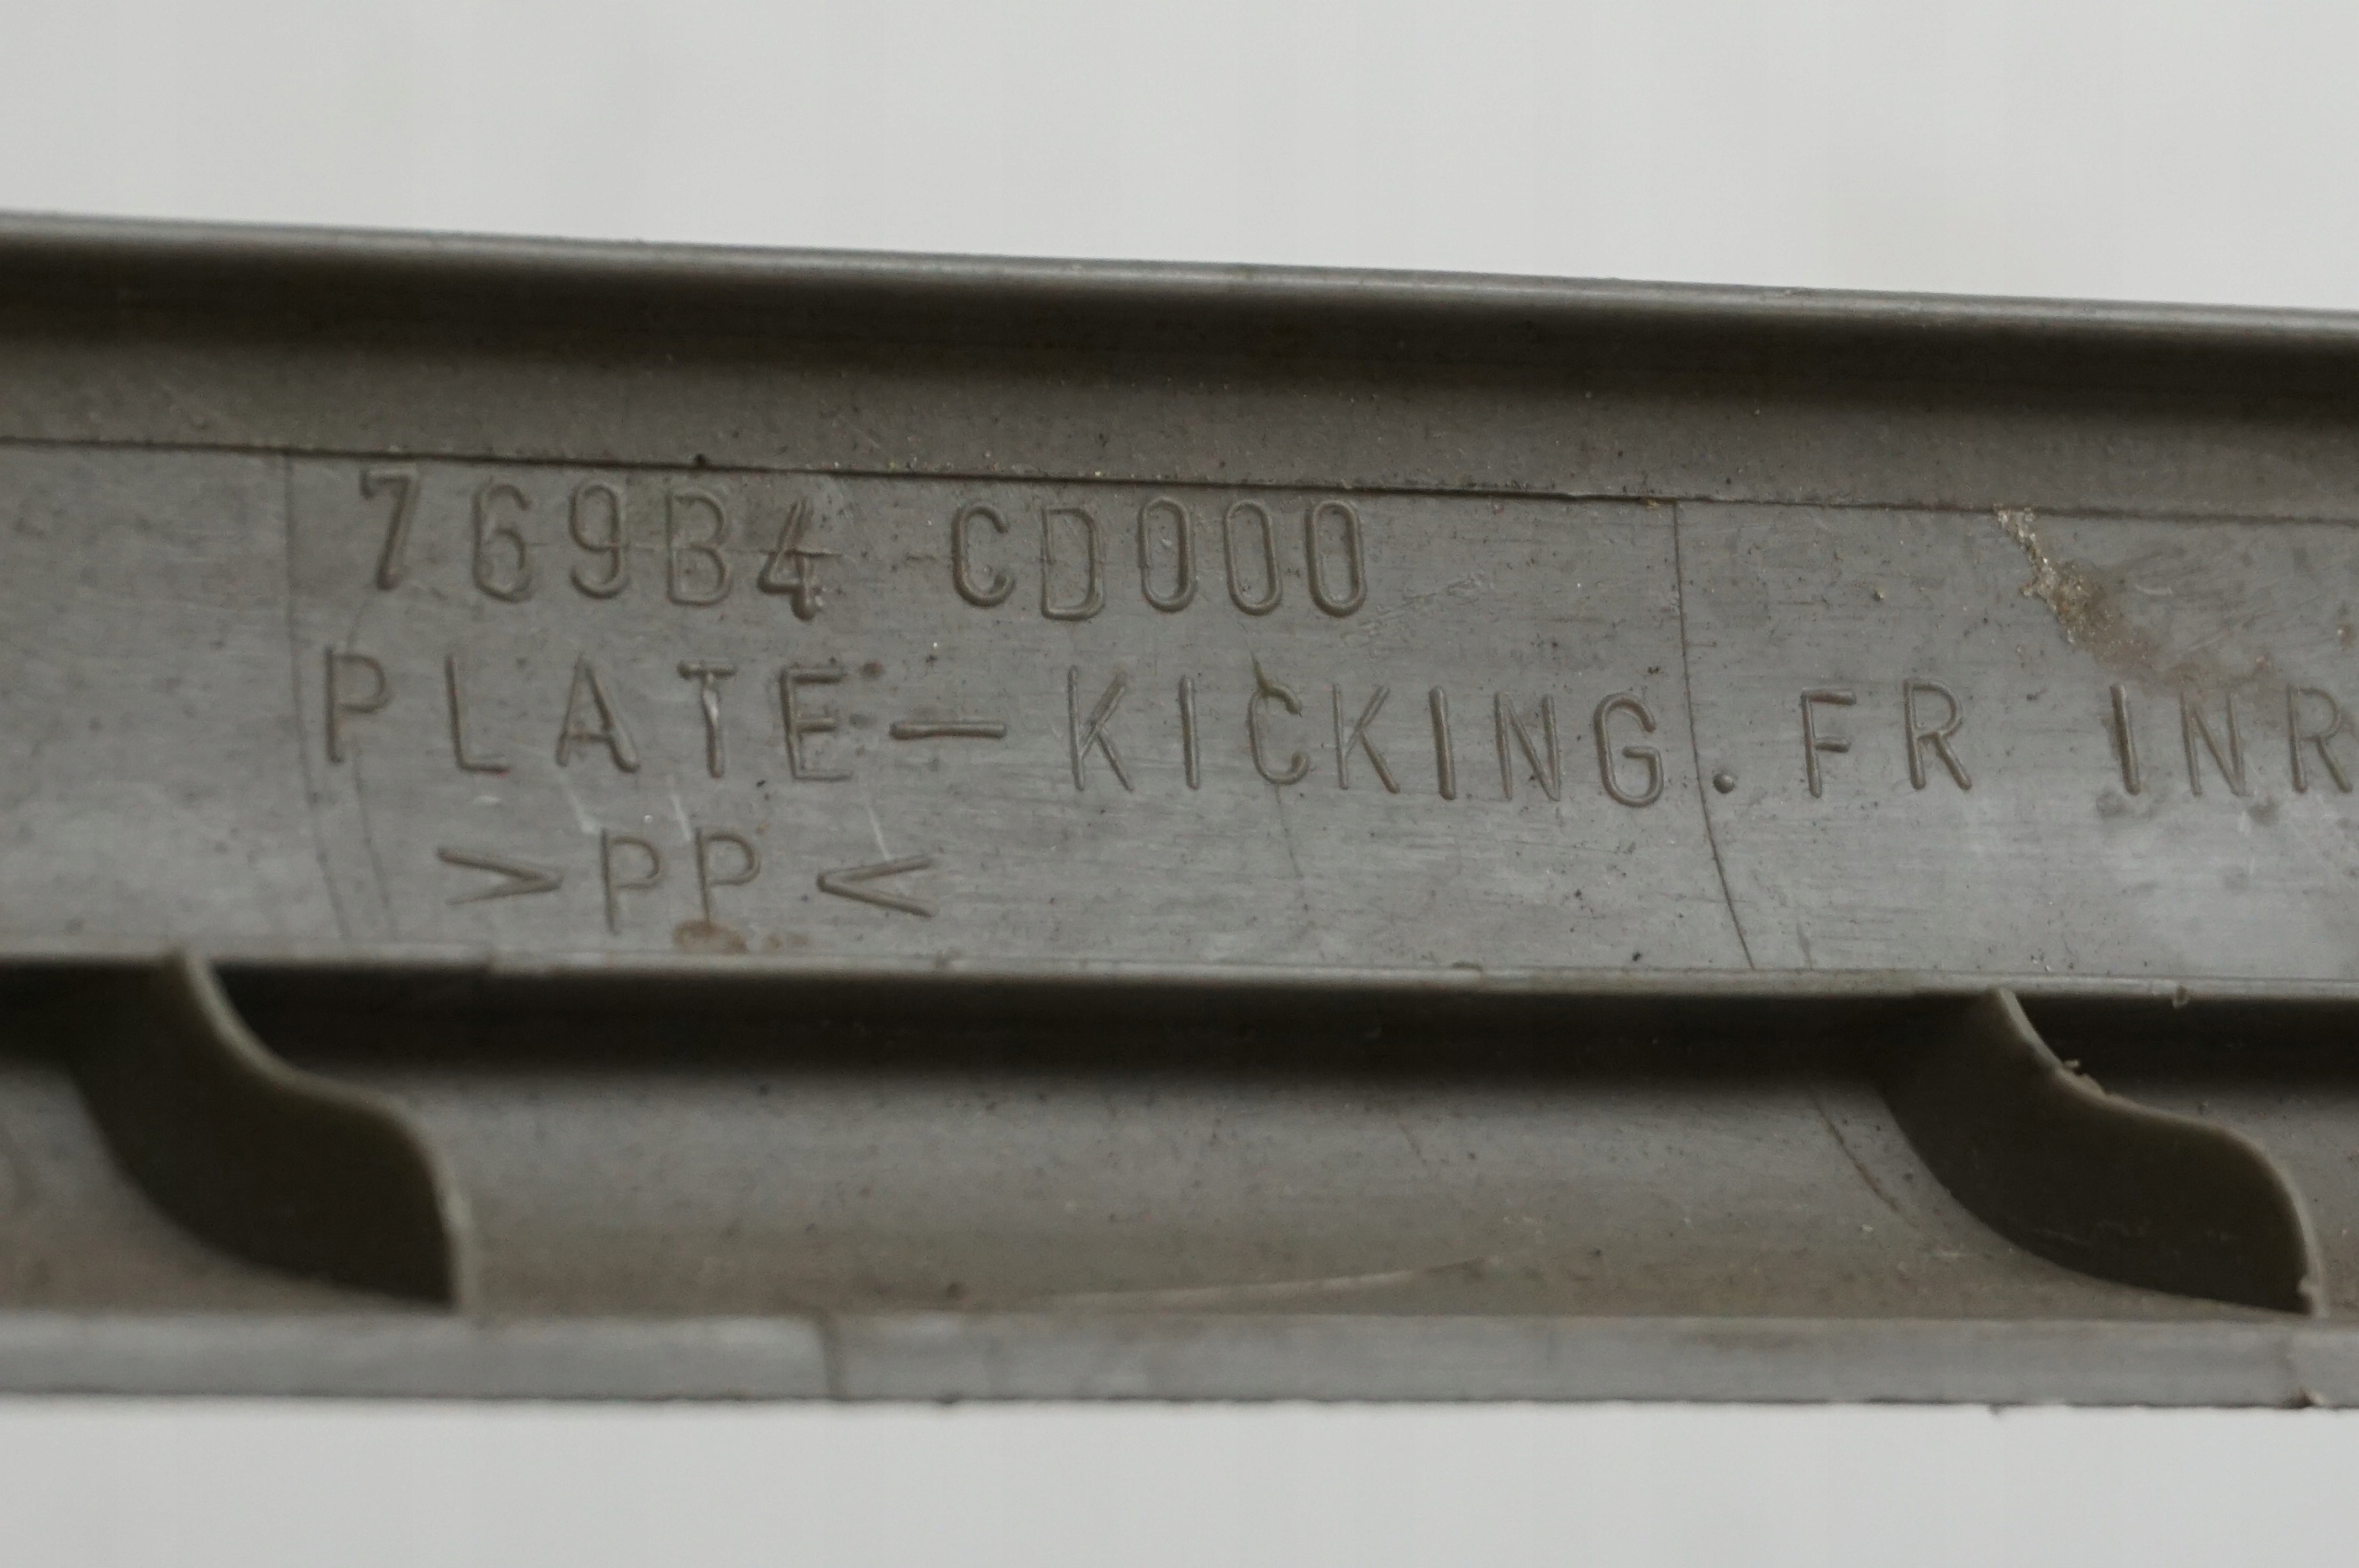 769B4 CD000
PLATE—KICKING.FR INR
>PP<